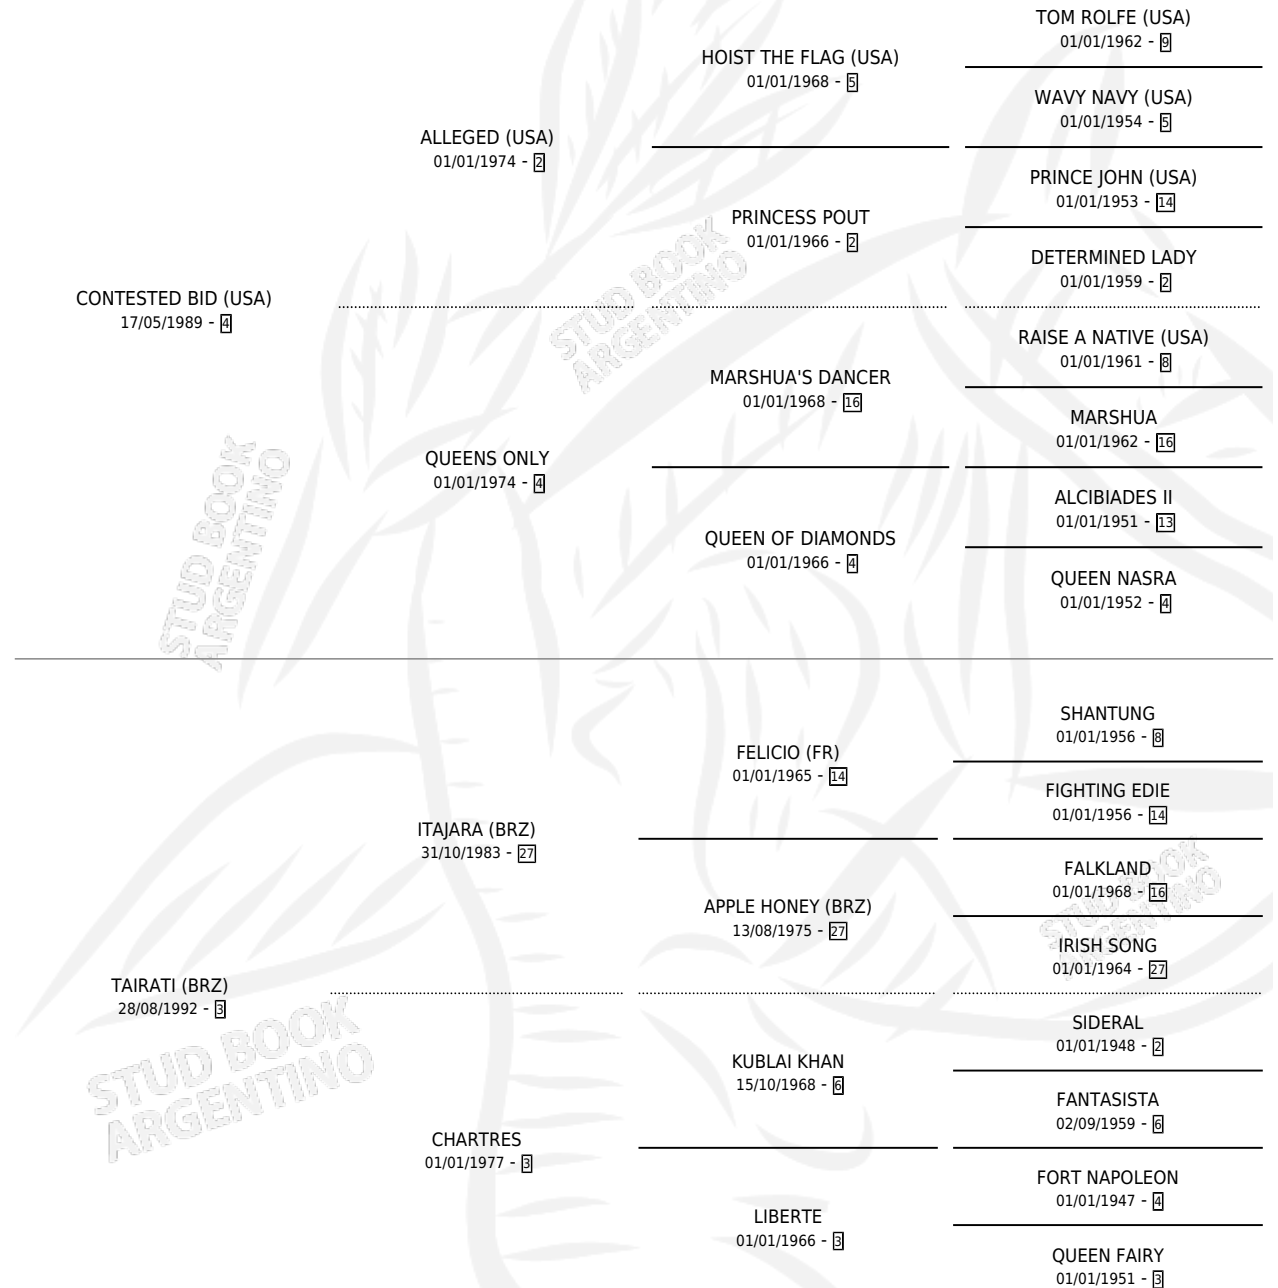 TOM ROLFE (USA)
01/01/1962 - 9
HOIST THE FLAG (USA)
01/01/1968 - 5
WAVY NAVY (USA)
01/01/1954 - 5
ALLEGED (USA)
01/01/1974 - 2
PRINCE JOHN (USA)
01/01/1953 - 14
PRINCESS POUT
01/01/1966 - 2
DETERMINED LADY
01/01/1959 - 2
CONTESTED BID (USA)
17/05/1989 - 4
RAISE A NATIVE (USA)
01/01/1961 - 8
MARSHUA'S DANCER
01/01/1968 - 16
MARSHUA
01/01/1962 - 16
QUEENS ONLY
01/01/1974 - 4
ALCIBIADES II
01/01/1951 - 13
QUEEN OF DIAMONDS
01/01/1966 - 4
QUEEN NASRA
01/01/1952 - 4
SHANTUNG
01/01/1956 - 8
FELICIO (FR)
01/01/1965 - 14
FIGHTING EDIE
01/01/1956 - 14
ITAJARA (BRZ)
31/10/1983 - 27
FALKLAND
01/01/1968 - 16
APPLE HONEY (BRZ)
13/08/1975 - 27
IRISH SONG
01/01/1964 - 27
TAIRATI (BRZ)
28/08/1992 - 3
SIDERAL
01/01/1948 - 2
KUBLAI KHAN
15/10/1968 - 6
FANTASISTA
02/09/1959 - 6
CHARTRES
01/01/1977 - 3
FORT NAPOLEON
01/01/1947 - 4
LIBERTE
01/01/1966 - 3
QUEEN FAIRY
01/01/1951 - 3
STUD BOOK
ARGENTINO
STUD BOOK
ARGENTINO
STUD BOOK
ARGENTINO
STUD BOOK
ARGENTINO